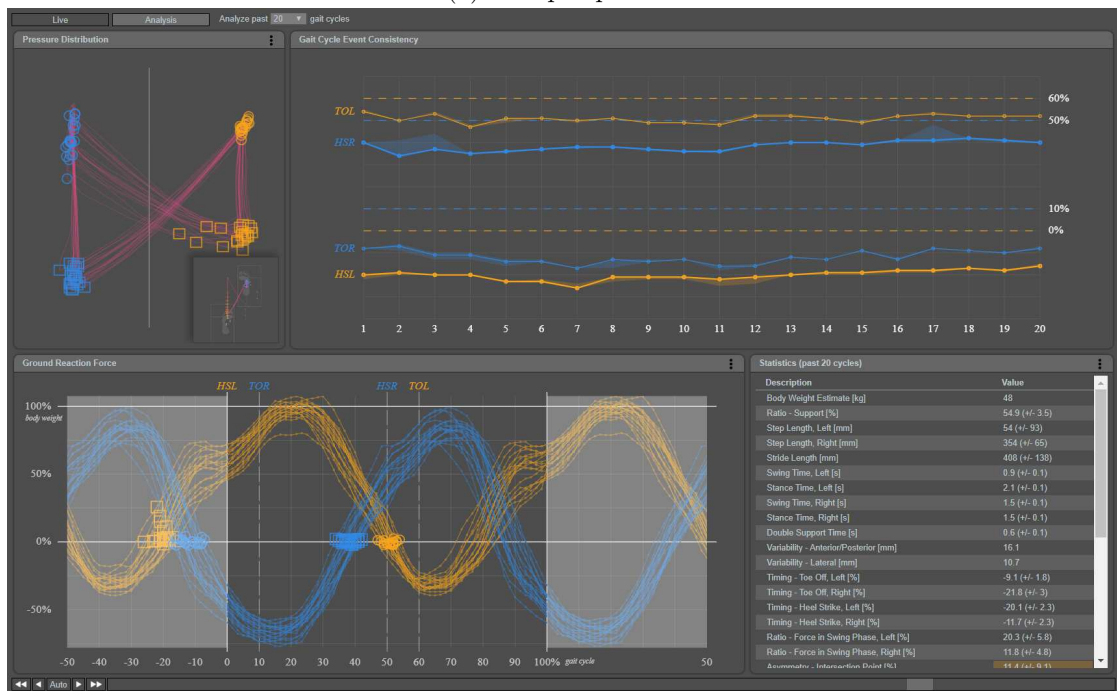 Live Analysis Analyze past 20 gait cycles
Pressure Distribution
Gait Cycle Event Consistency
TOL
HSR
TOR
HSL
60%
50%
10%
0%
1 2 3 4 5 6 7 8 9 10 11 12 13 14 15 16 17 18 19 20
Ground Reaction Force
HSL TOR HSR TOL
100%
body weight
50%
0%
-50%
-50 -40 -30 -20 -10 0 10 20 30 40 50 60 70 80 90 100% gait cycle 50
Statistics (past 20 cycles)
Description Value
Body Weight Estimate [kg] 48
Ratio - Support [%] 54.9 (+/- 3.5)
Step Length, Left [mm] 54 (+/- 93)
Step Length, Right [mm] 354 (+/- 65)
Stride Length [mm] 408 (+/- 138)
Swing Time, Left [s] 0.9 (+/- 0.1)
Stance Time, Left [s] 2.1 (+/- 0.1)
Swing Time, Right [s] 1.5 (+/- 0.1)
Stance Time, Right [s] 1.5 (+/- 0.1)
Double Support Time [s] 0.6 (+/- 0.1)
Variability - Anterior/Posterior [mm] 16.1
Variability - Lateral [mm] 10.7
Timing - Toe Off, Left [%] -9.1 (+/- 1.8)
Timing - Toe Off, Right [%] -21.8 (+/- 3)
Timing - Heel Strike, Left [%] -20.1 (+/- 2.3)
Timing - Heel Strike, Right [%] -11.7 (+/- 2.3)
Ratio - Force in Swing Phase, Left [%] 20.3 (+/- 5.8)
Ratio - Force in Swing Phase, Right [%] 11.8 (+/- 4.8)
Asymmetry - Intersection Point [%] 11.4 (+/- 9.1)
Auto